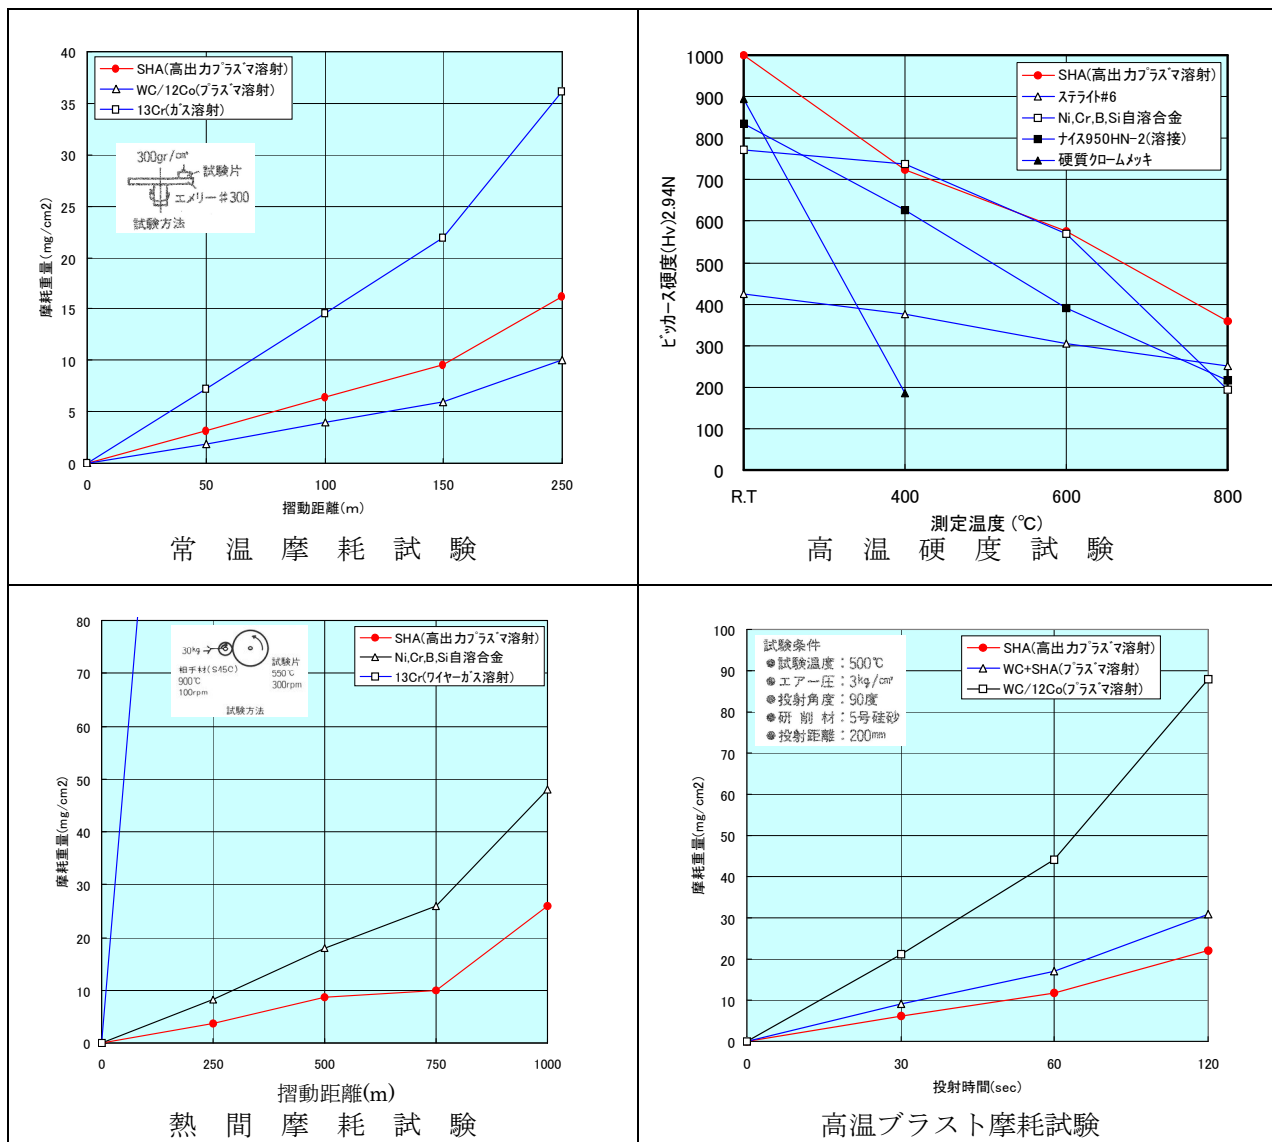 40
35
30
25
20
15
10
5
0
摩耗重量(mg/cm2)
SHA(高出力プラズマ溶射)
WC/12Co(プラズマ溶射)
13Cr(ガス溶射)
300gr/c㎡
試験片
エメリー#300
試験方法
0 50 100 150 250
摺動距離(m)
常温摩耗試験
1000
900
800
700
600
500
400
300
200
100
0
ビッカース硬度(Hv)2.94N
SHA(高出力プラズマ溶射)
ステライト#6
Ni,Cr,B,Si自溶合金
ナイス950HN-2(溶接)
硬質クロームメッキ
R.T 400 600 800
測定温度(℃)
高温硬度試験
80
70
60
50
40
30
20
10
0
摩耗重量(mg/cm2)
30kg
相手材(S45C)
900℃
100rpm
試験片
550℃
300rpm
試験方法
SHA(高出力プラズマ溶射)
Ni,Cr,B,Si自溶合金
13Cr(ワイヤーガス溶射)
0 250 500 750 1000
摺動距離(m)
熱間摩耗試験
100
90
80
70
60
50
40
30
20
10
0
摩耗重量(mg/cm2)
試験条件
●試験温度:500℃
●エアー圧:3kg/c㎡
●投射角度:90度
●研削材:5号硅砂
●投射距離:200mm
SHA(プラズマ溶射)
WC+SHA(プラズマ溶射)
WC/12Co(プラズマ溶射)
0 30 60 120
投射時間(sec)
高温ブラスト摩耗試験